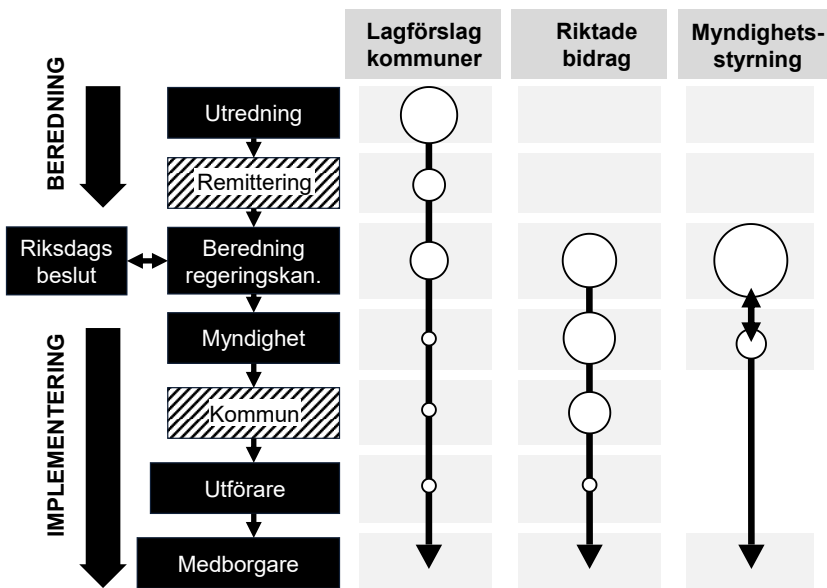 Lagförslag
kommuner
Riktade
bidrag
Myndighets-
styrning
BEREDNING
Utredning
Remittering
Riksdags
beslut
Beredning
regeringskan.
IMPLEMENTERING
Myndighet
Kommun
Utförare
Medborgare